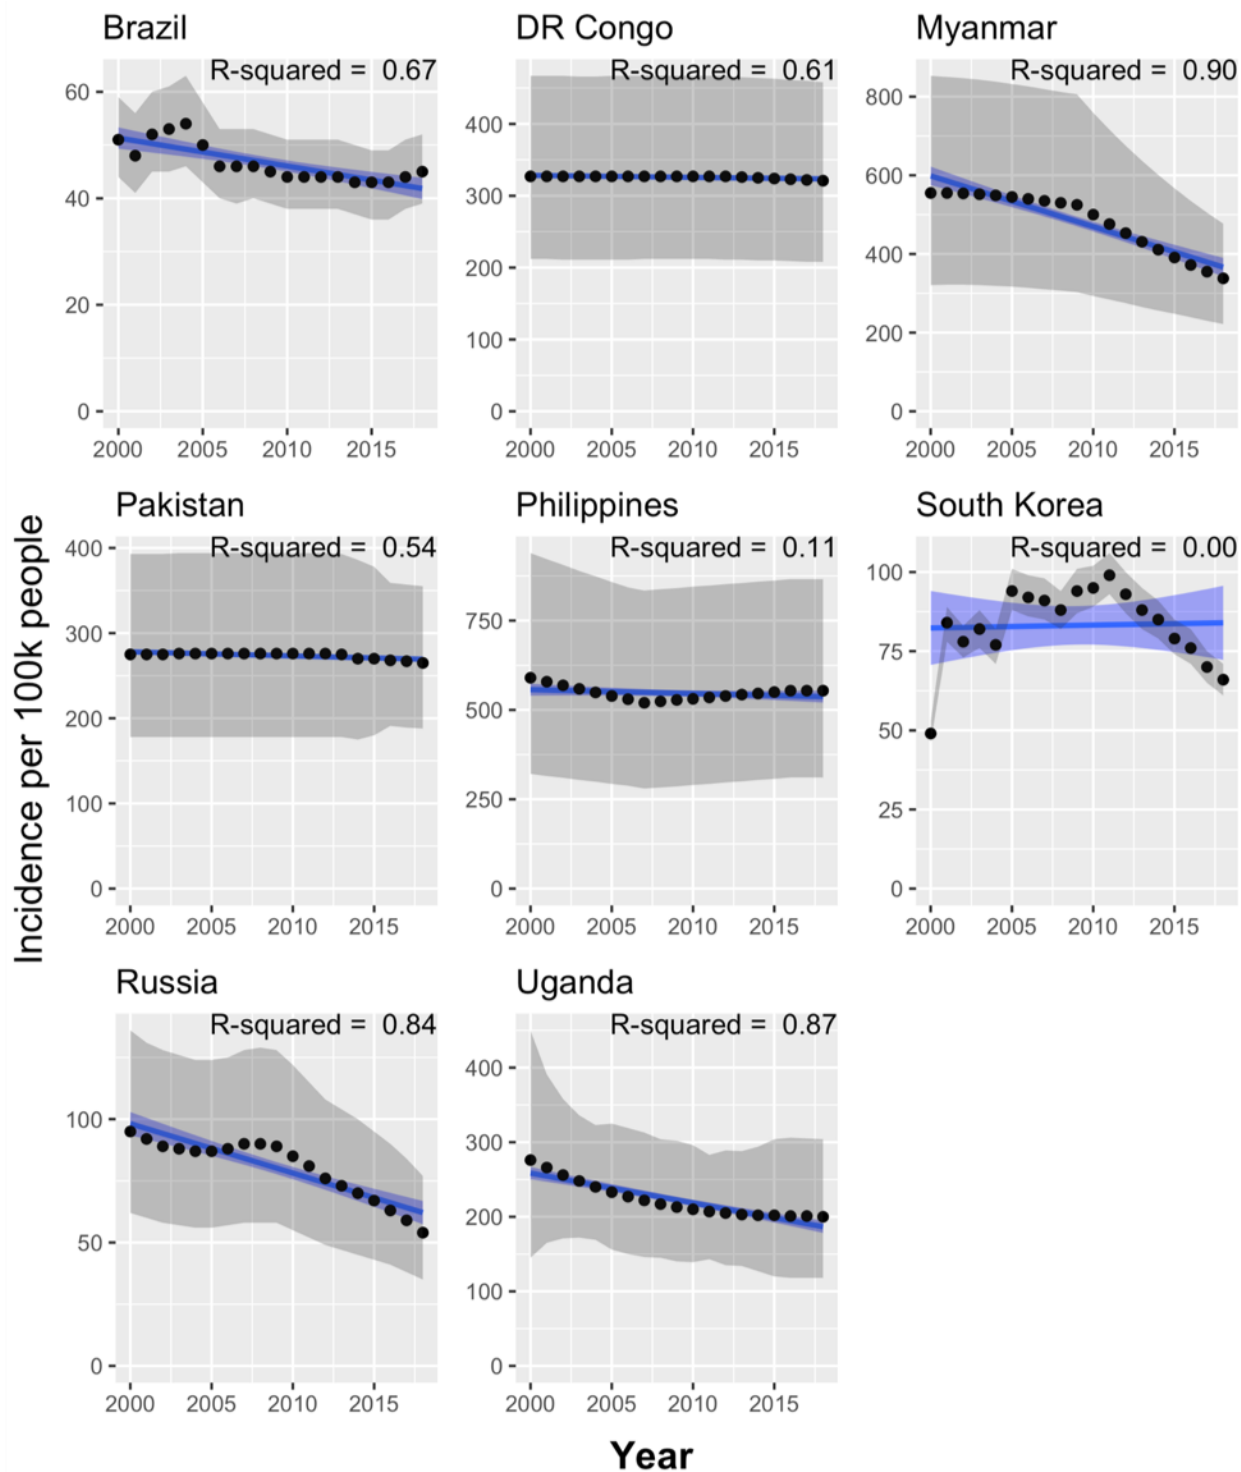 Brazil
R-squared = 0.67
60
40
20
0
2000 2005 2010 2015
DR Congo
R-squared = 0.61
400
300
200
100
0
2000 2005 2010 2015
Myanmar
R-squared = 0.90
800
600
400
200
0
2000 2005 2010 2015
Incidence per 100k people
Pakistan
R-squared = 0.54
400
300
200
100
0
2000 2005 2010 2015
Philippines
R-squared = 0.11
750
500
250
0
2000 2005 2010 2015
South Korea
R-squared = 0.00
100
75
50
25
0
2000 2005 2010 2015
Russia
R-squared = 0.84
100
50
0
2000 2005 2010 2015
Uganda
R-squared = 0.87
400
300
200
100
0
2000 2005 2010 2015
Year